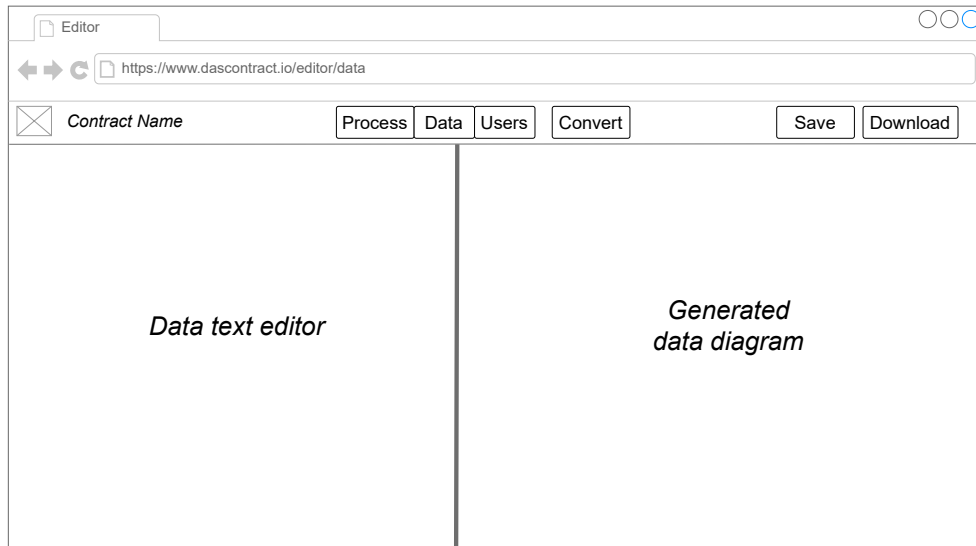 Editor
https://www.dascontract.io/editor/data
Contract Name Process Data Users Convert Save Download
Data text editor
Generated
data diagram